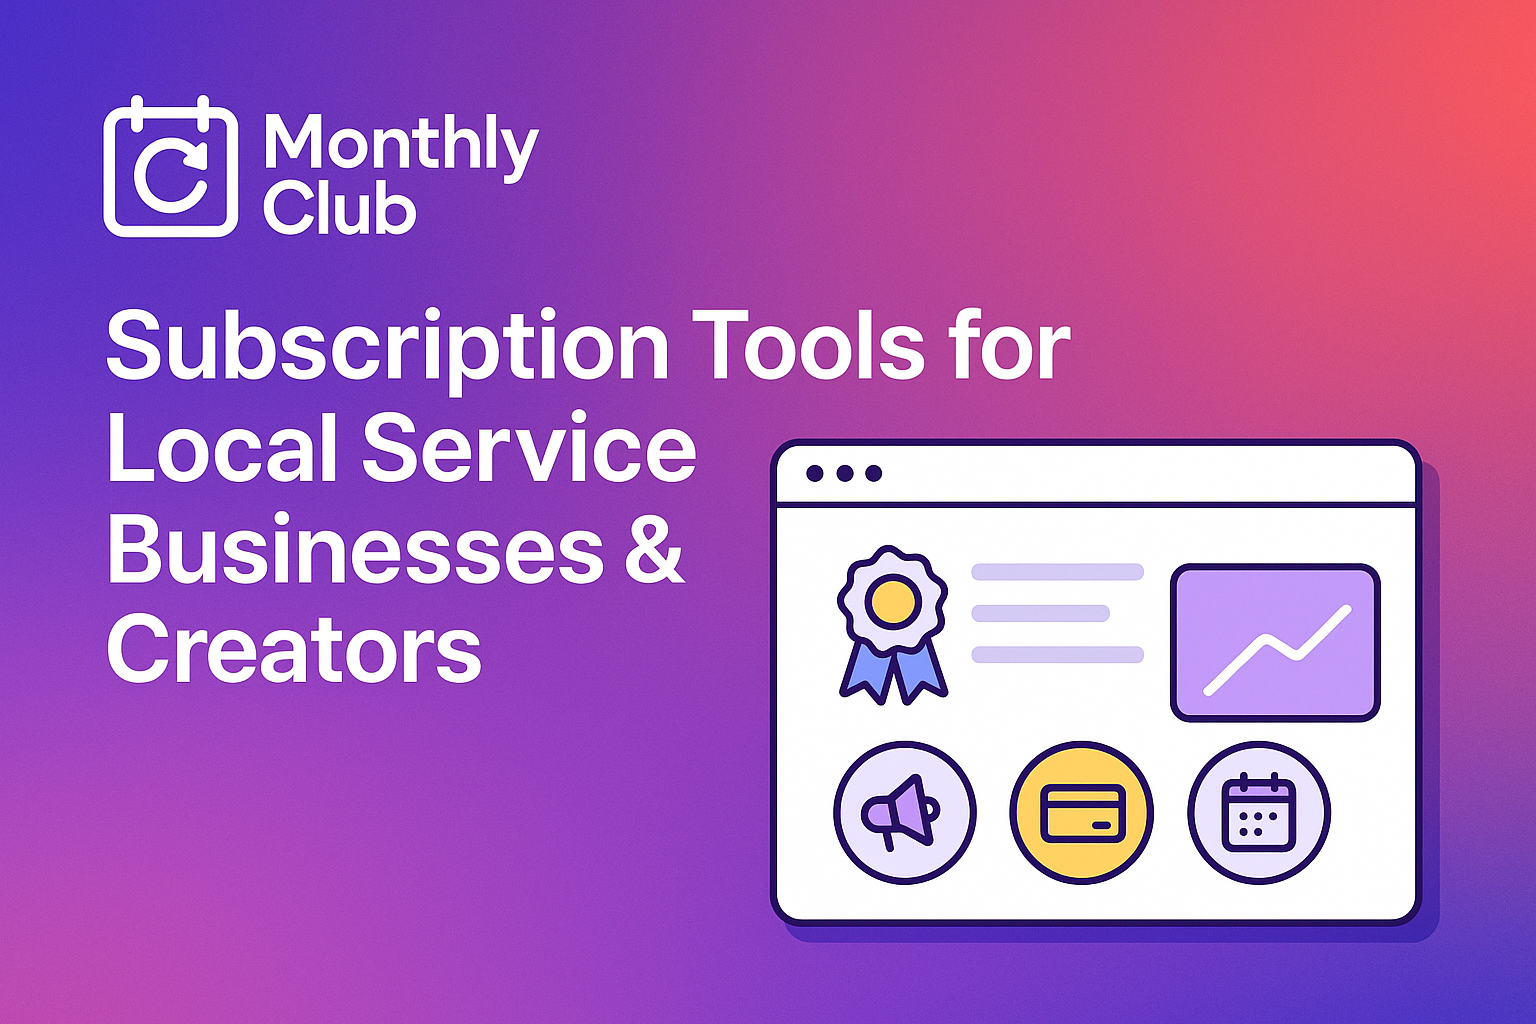 Monthly
Club
Subscription Tools for
Local Service
Businesses &
Creators